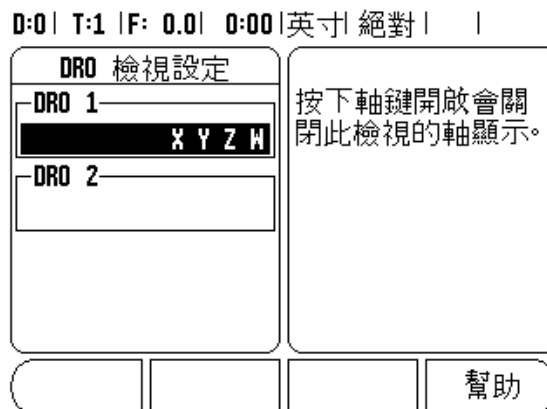 D:0| T:1 |F: 0.0| 0:00|英寸| 絕對| |
DRO 檢視設定
DRO 1
X Y Z W
DRO 2
按下軸鍵開啟會關
閉此檢視的軸顯示。
幫助